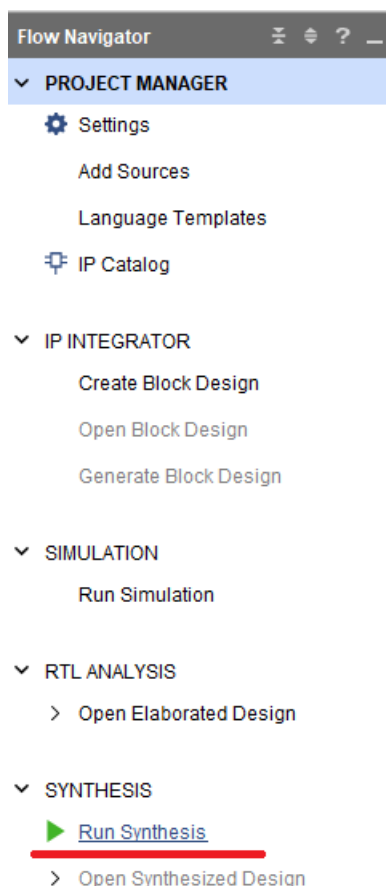 Flow Navigator ?
PROJECT MANAGER
Settings
Add Sources
Language Templates
IP Catalog
IP INTEGRATOR
Create Block Design
Open Block Design
Generate Block Design
SIMULATION
Run Simulation
RTL ANALYSIS
Open Elaborated Design
SYNTHESIS
Run Synthesis
Open Synthesized Design